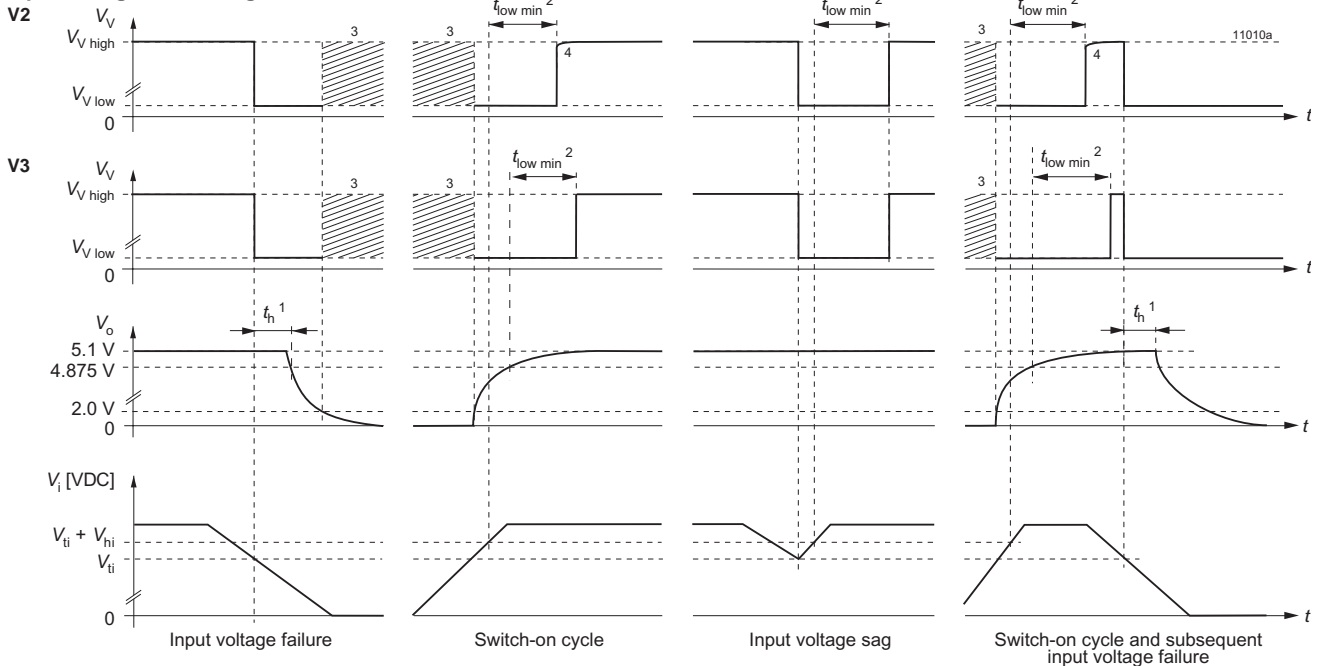 V2
V_V
V_V high
V_V low
0
3
3
t_low min 2
4
t_low min 2
3
t_low min 2
4
11010a
t
V3
V_V
V_V high
V_V low
0
3
3
t_low min 2
3
t_low min 2
t
V_o
5.1 V
4.875 V
2.0 V
0
t_h 1
t_h 1
t
V_i [VDC]
V_ti + V_hi
V_ti
0
t
Input voltage failure
Switch-on cycle
Input voltage sag
Switch-on cycle and subsequent
input voltage failure